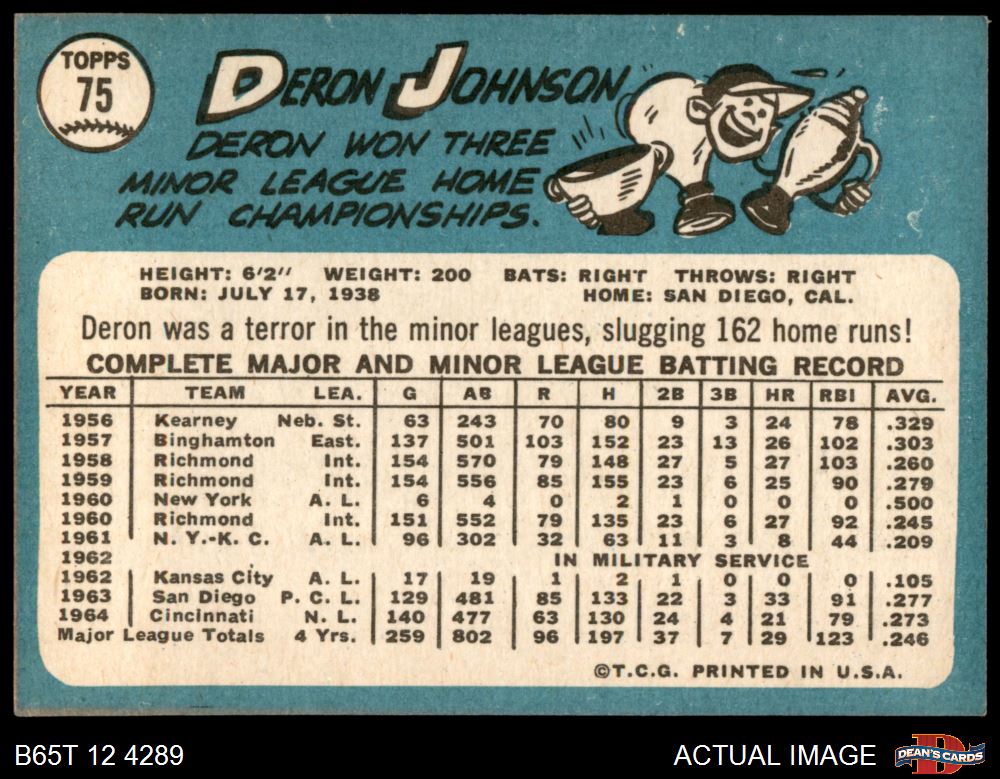 TOPPS
75
DERON JOHNSON
DERON WON THREE
MINOR LEAGUE HOME
RUN CHAMPIONSHIPS.
HEIGHT: 6'2" WEIGHT: 200 BATS: RIGHT THROWS: RIGHT
BORN: JULY 17, 1938 HOME: SAN DIEGO, CAL.
Deron was a terror in the minor leagues, slugging 162 home runs!
COMPLETE MAJOR AND MINOR LEAGUE BATTING RECORD
YEAR TEAM LEA. G AB R H 2B 3B HR RBI AVG.
1956 Kearney Neb. St. 63 243 70 80 9 3 24 78 .329
1957 Binghamton East. 137 501 103 152 23 13 26 102 .303
1958 Richmond Int. 154 570 79 148 27 5 27 103 .260
1959 Richmond Int. 154 556 85 155 23 6 25 90 .279
1960 New York A. L. 6 4 0 2 1 0 0 0 .500
1960 Richmond Int. 151 552 79 135 23 6 27 92 .245
1961 N. Y.-K. C. A. L. 96 302 32 63 11 3 8 44 .209
1962 IN MILITARY SERVICE
1962 Kansas City A. L. 17 19 1 2 1 0 0 0 .105
1963 San Diego P. C. L. 129 481 85 133 22 3 33 91 .277
1964 Cincinnati N. L. 140 477 63 130 24 4 21 79 .273
Major League Totals 4 Yrs. 259 802 96 197 37 7 29 123 .246
©T.C.G. PRINTED IN U.S.A.
B65T 12 4289 ACTUAL IMAGE DEAN'S CARDS